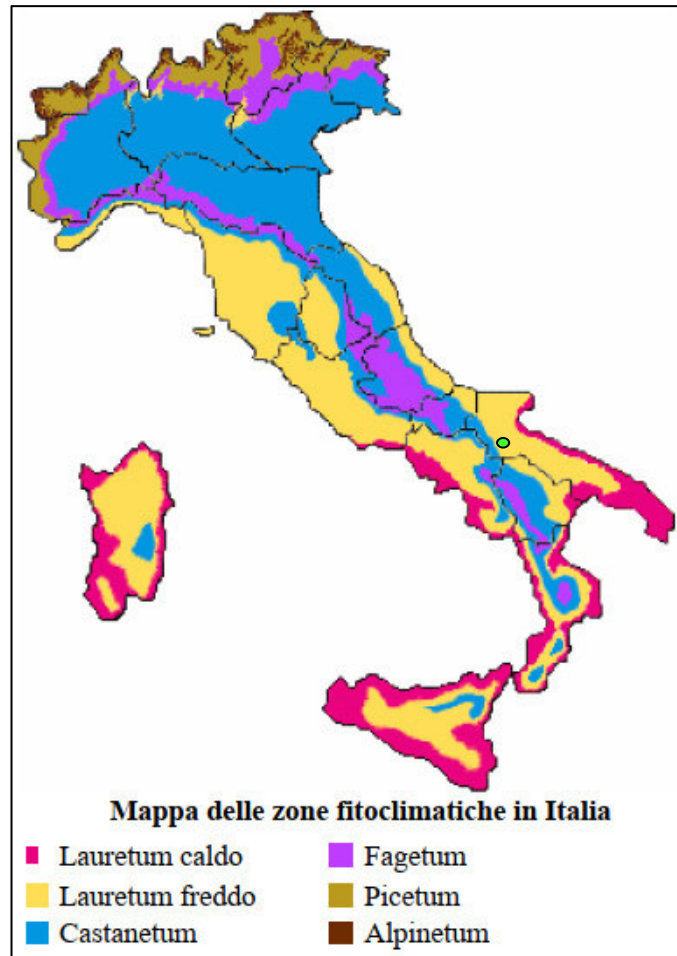 Mappa delle zone fitoclimatiche in Italia
Lauretum caldo
Fagetum
Lauretum freddo
Picetum
Castanetum
Alpinetum